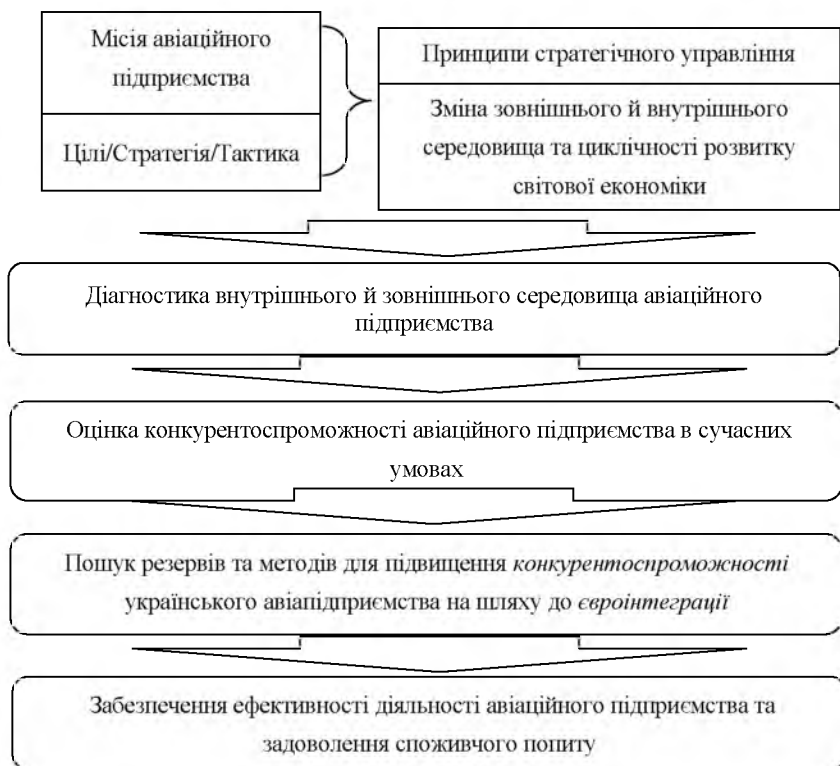 Місія авіаційного
підприємства
Цілі/Стратегія/Тактика
Принципи стратегічного управління
Зміна зовнішнього й внутрішнього
середовища та циклічності розвитку
світової економіки
Діагностика внутрішнього й зовнішнього середовища авіаційного
підприємства
Оцінка конкурентоспроможності авіаційного підприємства в сучасних
умовах
Пошук резервів та методів для підвищення конкурентоспроможності
українського авіапідприємства на шляху до євроінтеграції
Забезпечення ефективності діяльності авіаційного підприємства та
задоволення споживчого попиту